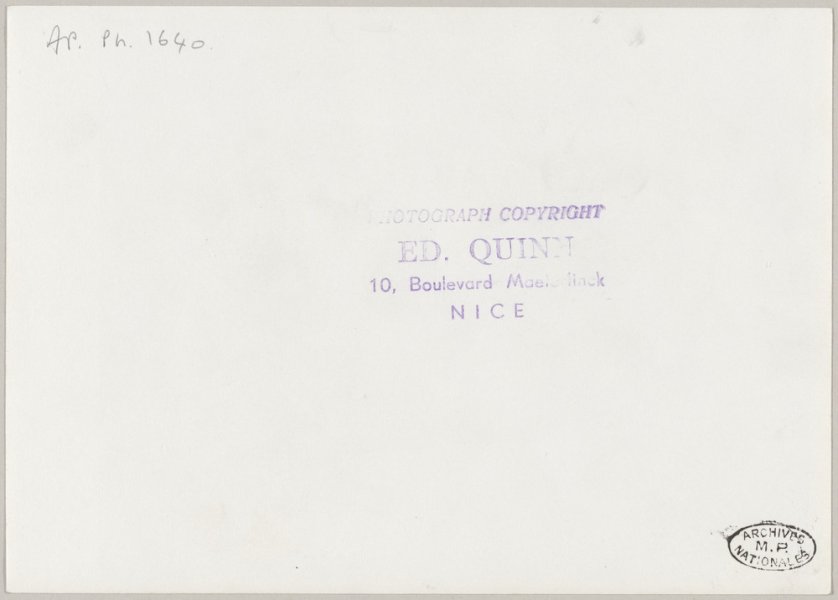 Ap. Ph. 1640.
PHOTOGRAPH COPYRIGHT
ED. QUINN
10, Boulevard Maeterlinck
NICE
ARCHIVES
M.P.
NATIONALES